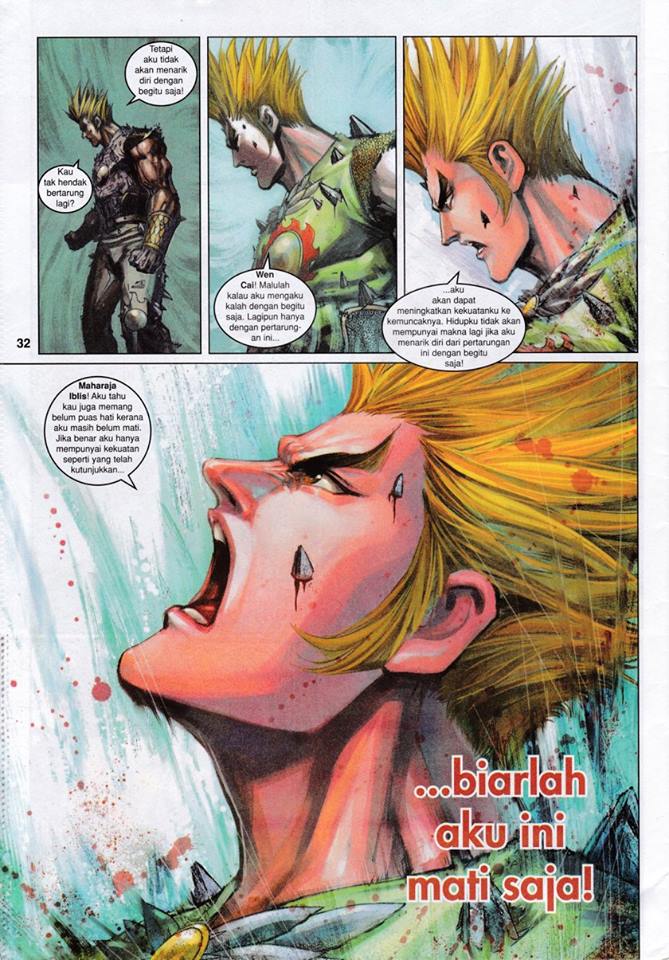 Tetapi
aku tidak
akan menarik
diri dengan
begitu saja!
Kau
tak hendak
bertarung
lagi?
Wen
Cai! Malulah
kalau aku mengaku
kalah dengan begitu
saja. Lagipun hanya
dengan pertarung-
an ini...
...aku
akan dapat
meningkatkan kekuatanku ke
kemuncaknya. Hidupku tidak akan
mempunyai makna lagi jika aku
menarik diri dari pertarungan
ini dengan begitu
saja!
32
Maharaja
Iblis! Aku tahu
kau juga memang
belum puas hati kerana
aku masih belum mati.
Jika benar aku hanya
mempunyai kekuatan
seperti yang telah
kutunjukkan...
...biarlah
aku ini
mati saja!